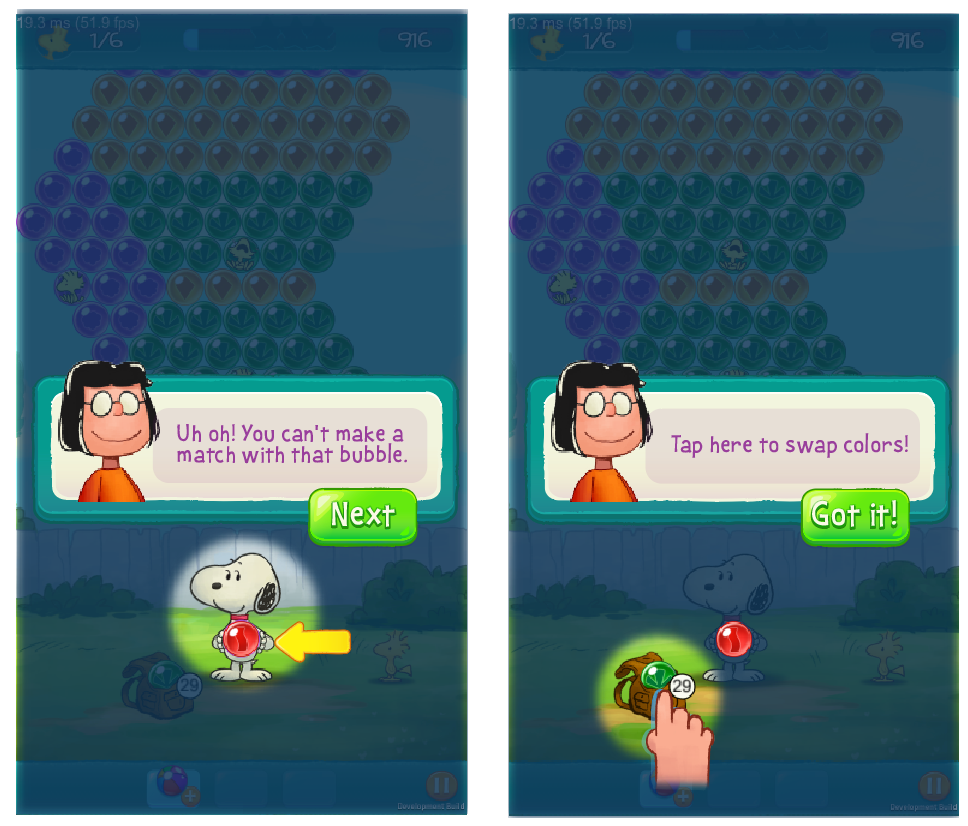 19.3 ms (51.9 fps)
1/6
916
Uh oh! You can't make a
match with that bubble.
Next
29
Development Build
19.3 ms (51.9 fps)
1/6
916
Tap here to swap colors!
Got it!
29
Development Build